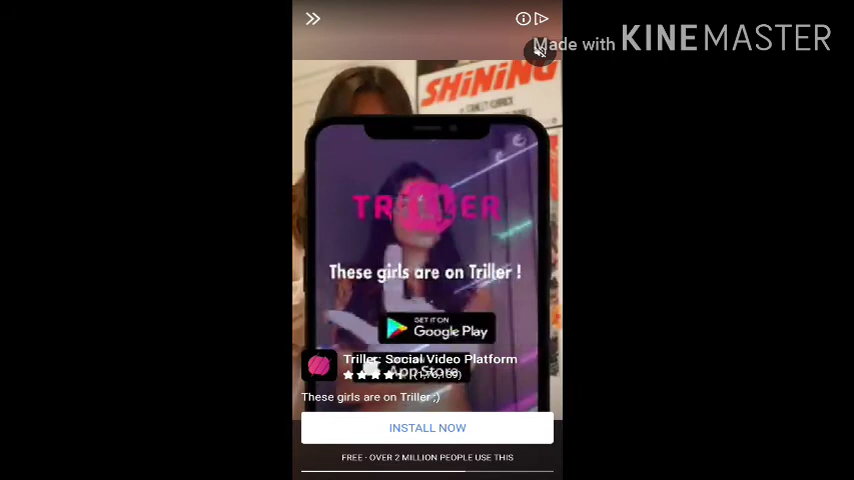 Made with KINEMASTER
SHiNiNG
TRILLER
These girls are on Triller !
GET IT ON
Google Play
Triller: Social Video Platform
App Store
These girls are on Triller ;)
INSTALL NOW
FREE · OVER 2 MILLION PEOPLE USE THIS